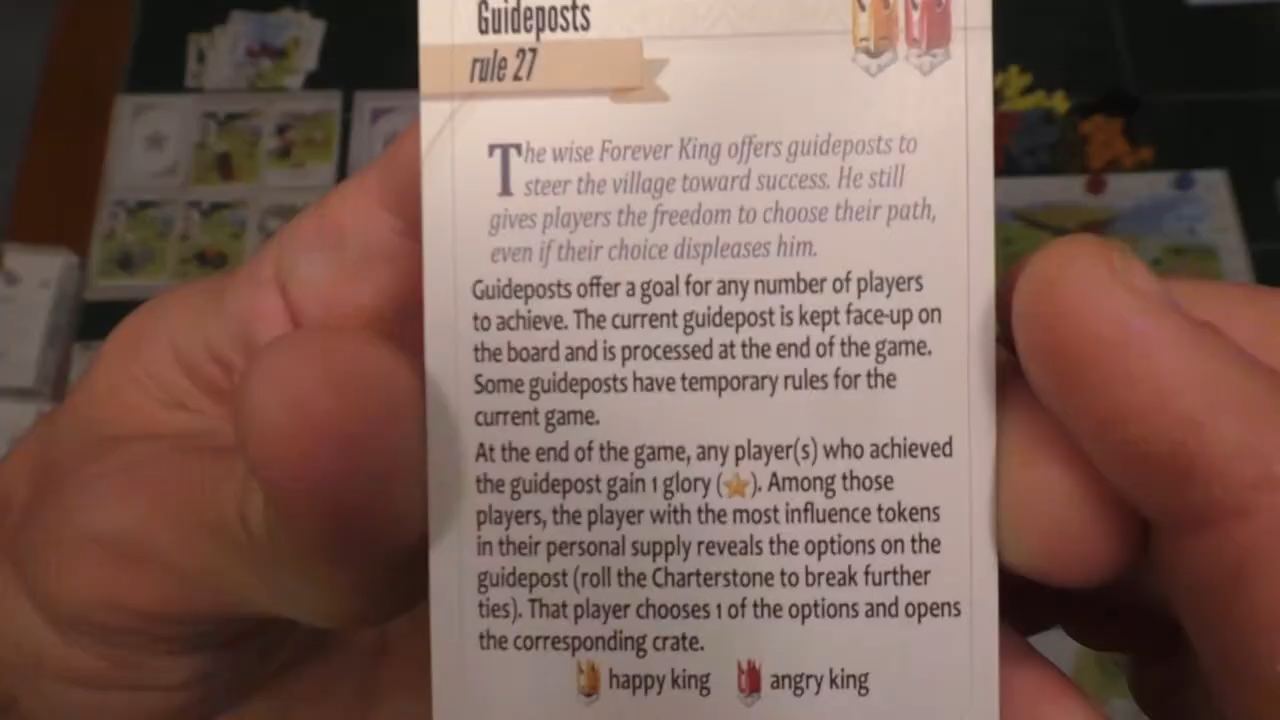 Guideposts
rule 27
The wise Forever King offers guideposts to
steer the village toward success. He still
gives players the freedom to choose their path,
even if their choice displeases him.
Guideposts offer a goal for any number of players
to achieve. The current guidepost is kept face-up on
the board and is processed at the end of the game.
Some guideposts have temporary rules for the
current game.
At the end of the game, any player(s) who achieved
the guidepost gain 1 glory (⭐). Among those
players, the player with the most influence tokens
in their personal supply reveals the options on the
guidepost (roll the Charterstone to break further
ties). That player chooses 1 of the options and opens
the corresponding crate.
happy king angry king